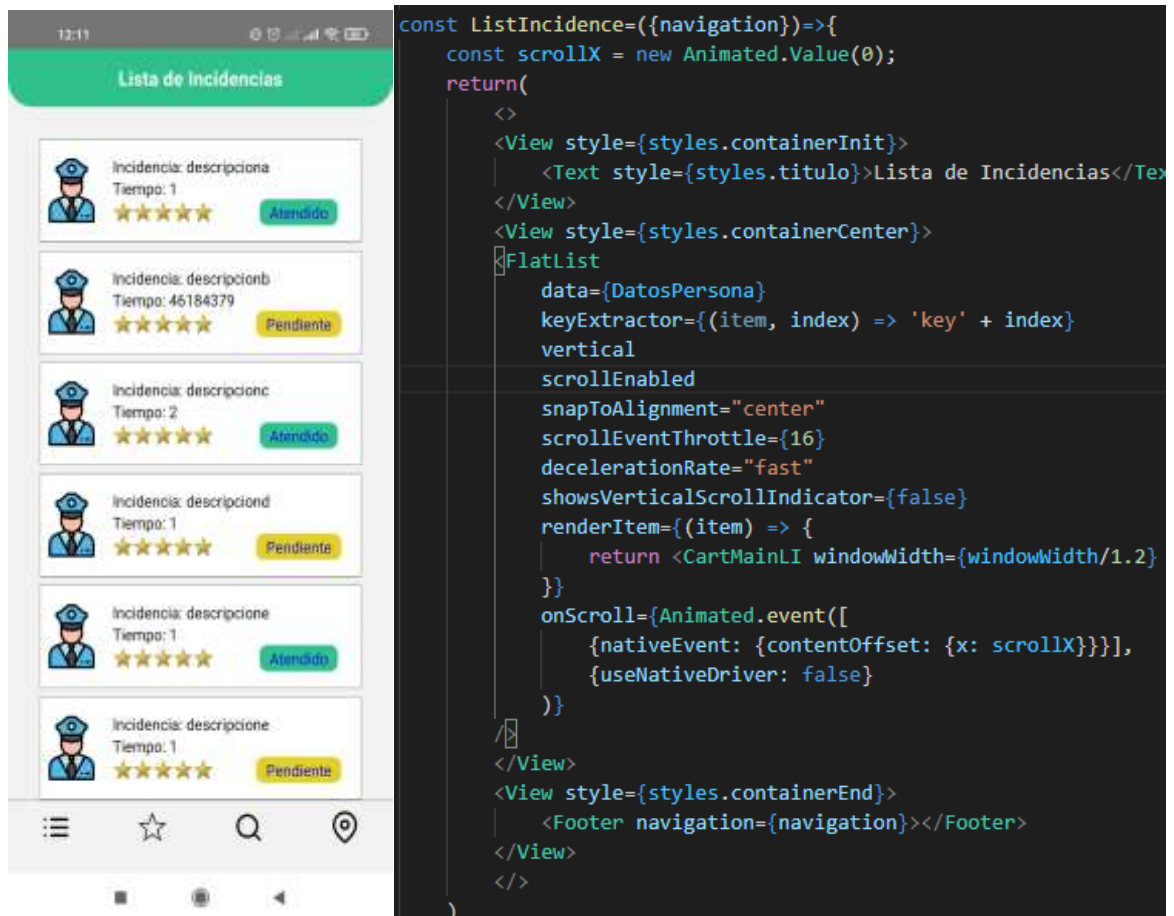 12:11
Lista de Incidencias
Incidencia: descripciona
Tiempo: 1
Atendido
Incidencia: descripcionb
Tiempo: 46184379
Pendiente
Incidencia: descripcionc
Tiempo: 2
Atendido
Incidencia: descripciond
Tiempo: 1
Pendiente
Incidencia: descripcione
Tiempo: 1
Atendido
Incidencia: descripcione
Tiempo: 1
Pendiente
const ListIncidence=({navigation})=>{
const scrollX = new Animated.Value(0);
return(
<>
<View style={styles.containerInit}>
<Text style={styles.titulo}>Lista de Incidencias</Tex
</View>
<View style={styles.containerCenter}>
<FlatList
data={DatosPersona}
keyExtractor={(item, index) => 'key' + index}
vertical
scrollEnabled
snapToAlignment="center"
scrollEventThrottle={16}
decelerationRate="fast"
showsVerticalScrollIndicator={false}
renderItem={(item) => {
return <CartMainLI windowWidth={windowWidth/1.2}
}}
onScroll={Animated.event([
{nativeEvent: {contentOffset: {x: scrollX}}}],
{useNativeDriver: false}
)}
/>
</View>
<View style={styles.containerEnd}>
<Footer navigation={navigation}></Footer>
</View>
</>
)